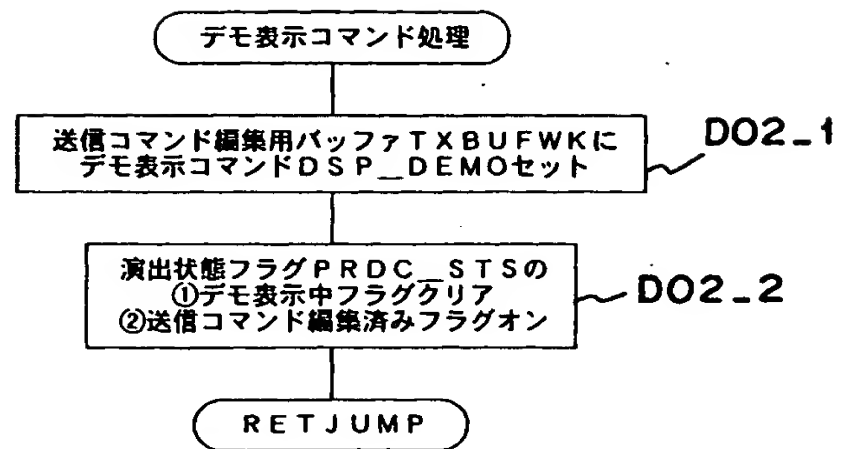 デモ表示コマンド処理
送信コマンド編集用バッファTXBUFWKに
デモ表示コマンドDSP__DEMOセット
DO2_1
演出状態フラグPRDC_STSの
①デモ表示中フラグクリア
②送信コマンド編集済みフラグオン
DO2_2
RETJUMP